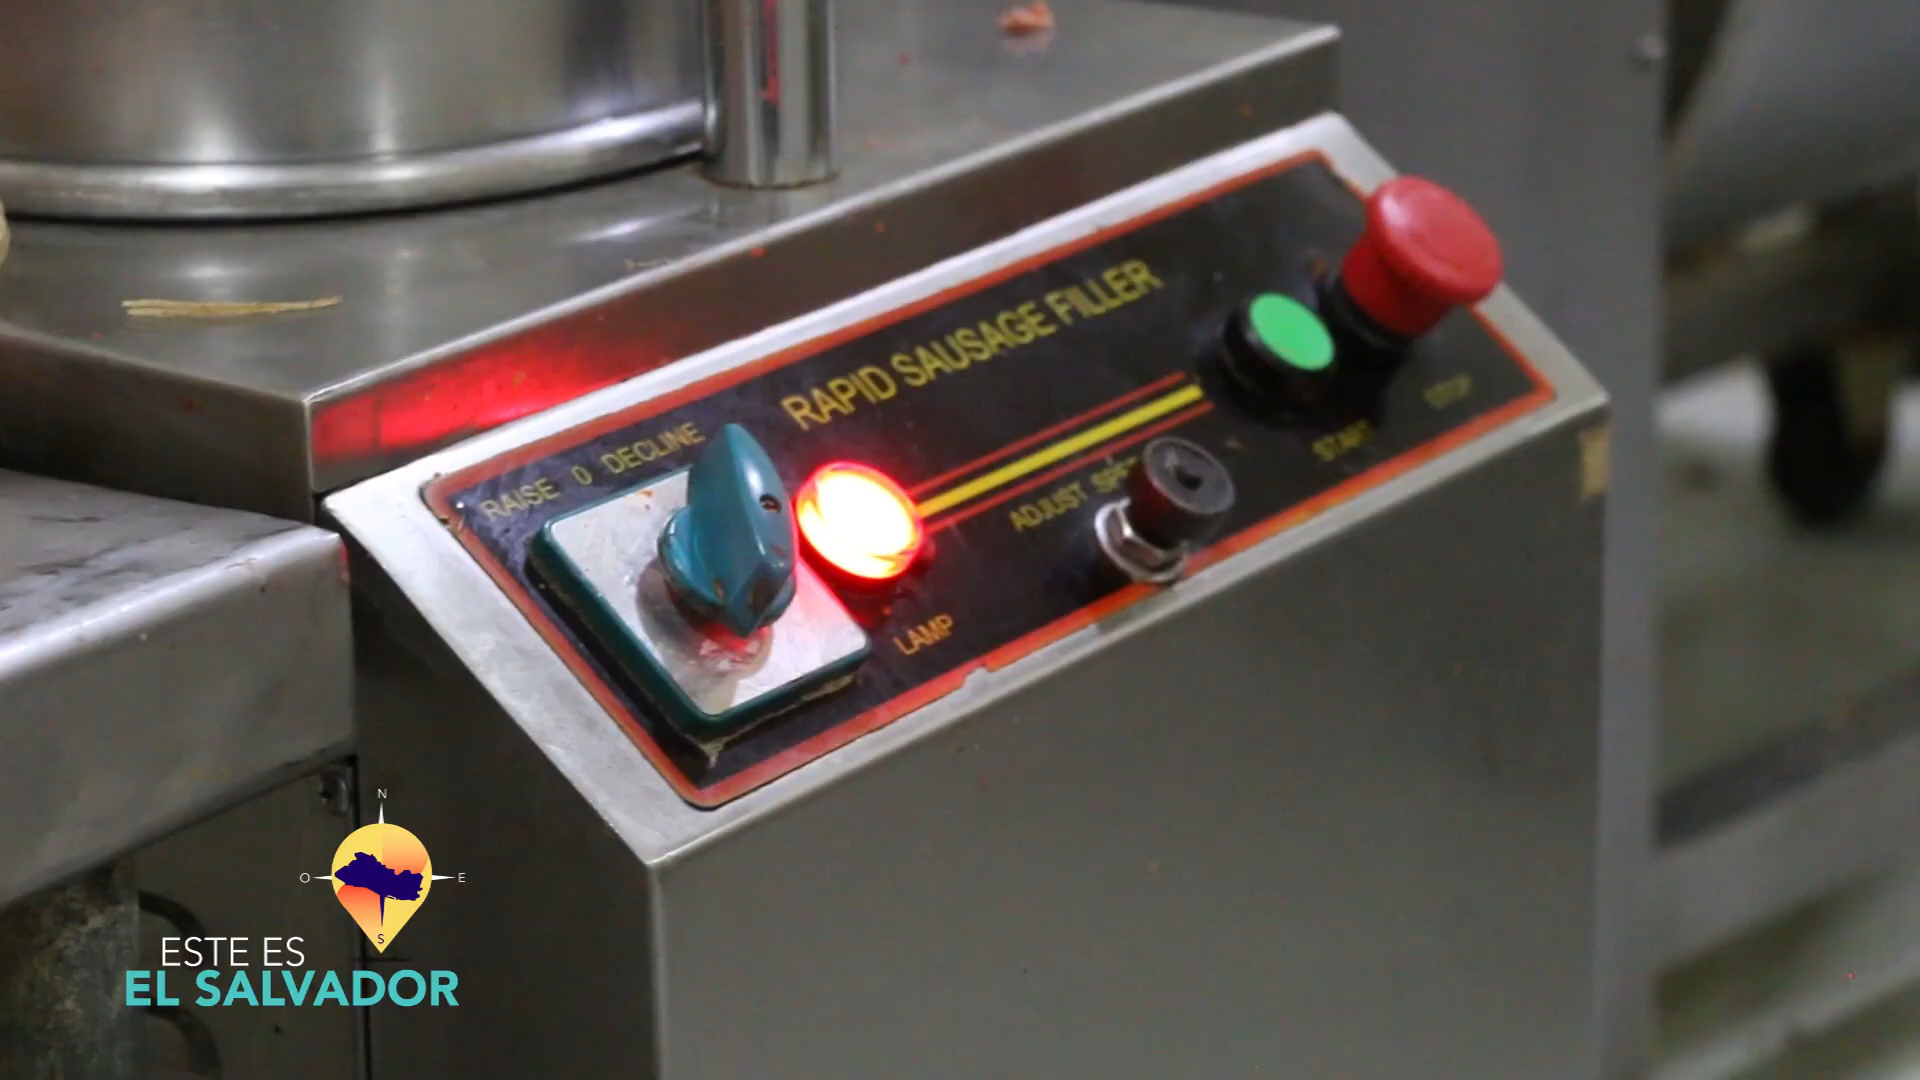 RAPID SAUSAGE FILLER
RAISE 0 DECLINE
ADJUST
START
STOP
LAMP
N
O E
S
ESTE ES
EL SALVADOR